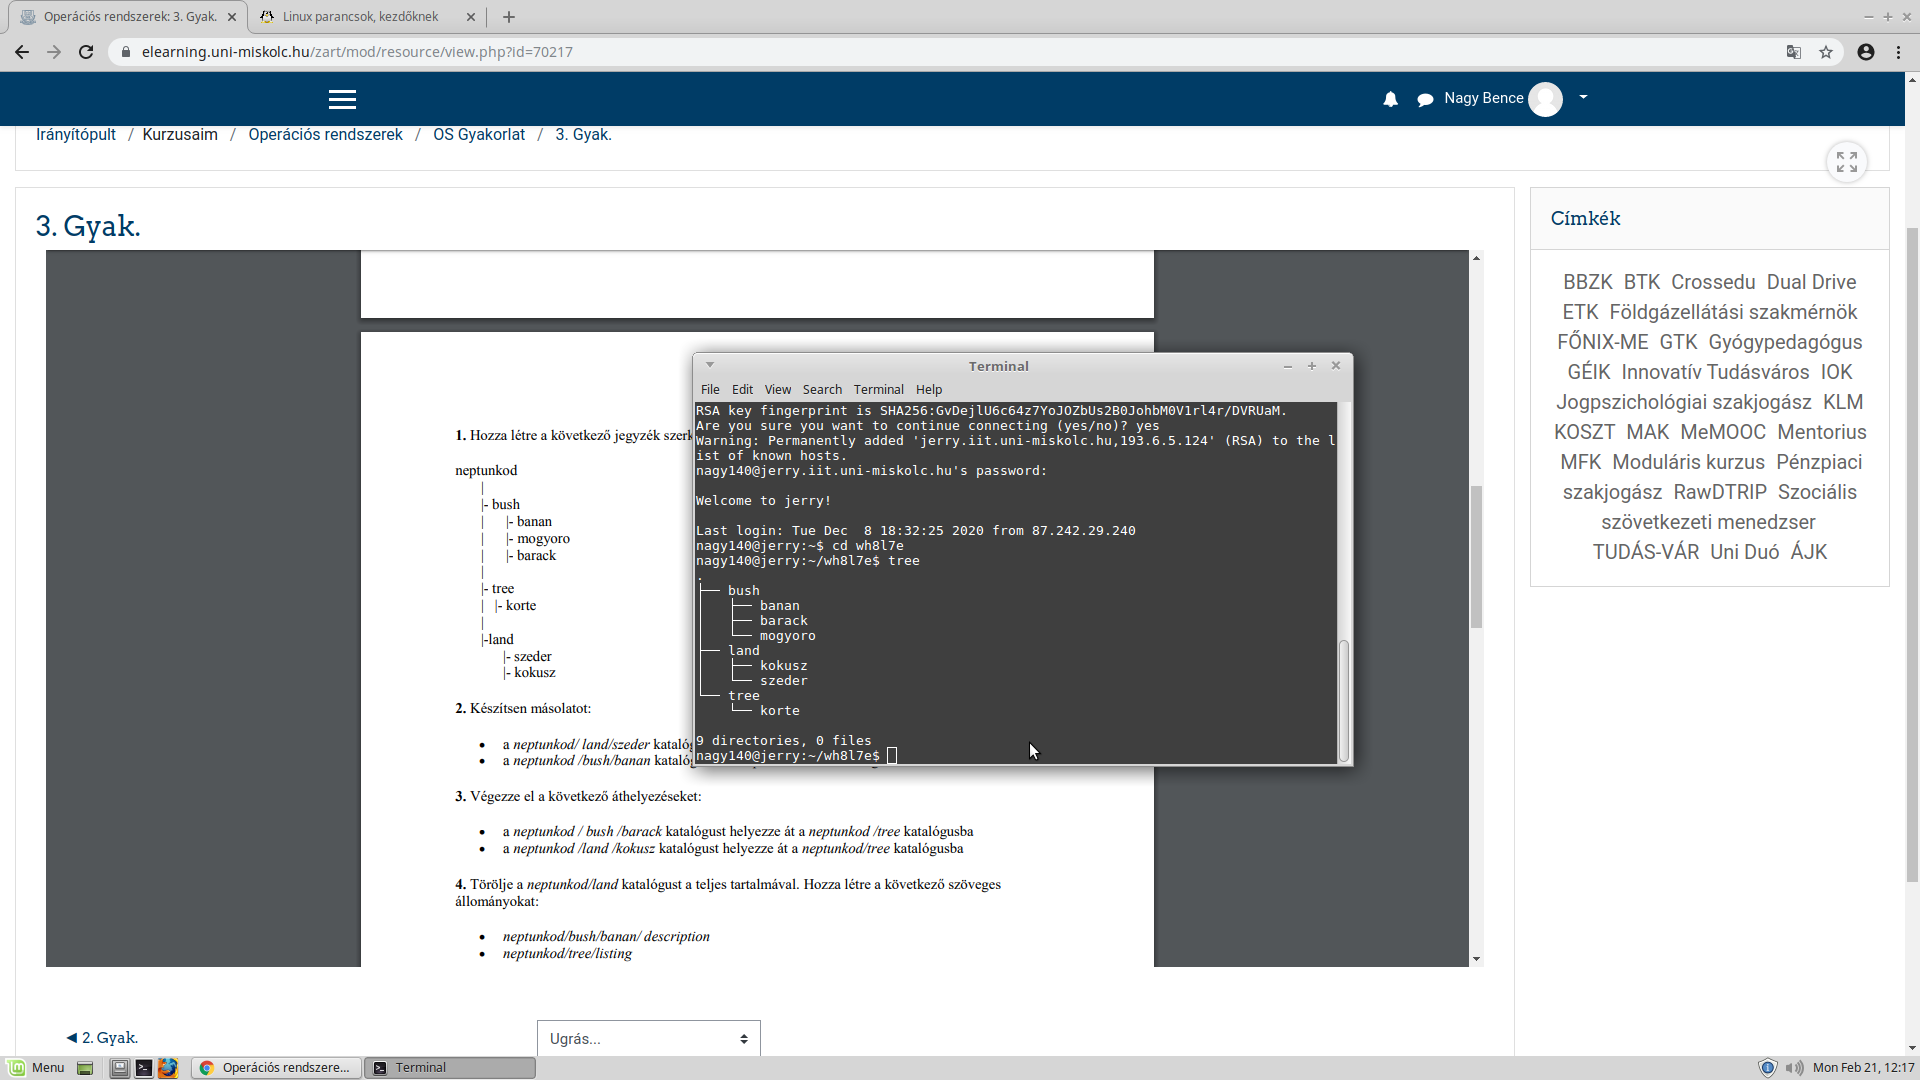 Operációs rendszerek: 3. Gyak.
Linux parancsok, kezdőknek
elearning.uni-miskolc.hu/zart/mod/resource/view.php?id=70217
Nagy Bence
Irányítópult / Kurzusaim / Operációs rendszerek / OS Gyakorlat / 3. Gyak.
3. Gyak.
1. Hozza létre a következő jegyzék
neptunkod
|
|- bush
| |- banan
| |- mogyoro
| |- barack
|
|- tree
| |- korte
|
|-land
|- szeder
|- kokusz
2. Készítsen másolatot:
• a neptunkod/ land/szeder
• a neptunkod /bush/banan
3. Végezze el a következő áthelyezéseket:
• a neptunkod / bush /barack katalógust helyezze át a neptunkod /tree katalógusba
• a neptunkod /land /kokusz katalógust helyezze át a neptunkod/tree katalógusba
4. Törölje a neptunkod/land katalógust a teljes tartalmával. Hozza létre a következő szöveges
állományokat:
• neptunkod/bush/banan/ description
• neptunkod/tree/listing
Terminal
File Edit View Search Terminal Help
RSA key fingerprint is SHA256:GvDejlU6c64z7YoJOZbUs2B0JohbM0V1rl4r/DVRUaM.
Are you sure you want to continue connecting (yes/no)? yes
Warning: Permanently added 'jerry.iit.uni-miskolc.hu,193.6.5.124' (RSA) to the l
ist of known hosts.
nagy140@jerry.iit.uni-miskolc.hu's password:
Welcome to jerry!
Last login: Tue Dec  8 18:32:25 2020 from 87.242.29.240
nagy140@jerry:~$ cd wh8l7e
nagy140@jerry:~/wh8l7e$ tree
.
├── bush
│   ├── banan
│   ├── barack
│   └── mogyoro
├── land
│   ├── kokusz
│   └── szeder
└── tree
    └── korte
9 directories, 0 files
nagy140@jerry:~/wh8l7e$
Címkék
BBZK BTK Crossedu Dual Drive
ETK Földgázellátási szakmérnök
FŐNIX-ME GTK Gyógypedagógus
GÉIK Innovatív Tudásváros IOK
Jogpszichológiai szakjogász KLM
KOSZT MAK MeMOOC Mentorius
MFK Moduláris kurzus Pénzpiaci
szakjogász RawDTRIP Szociális
szövetkezeti menedzser
TUDÁS-VÁR Uni Duó ÁJK
◄ 2. Gyak.
Ugrás...
Menu
Operációs rendszere...
Terminal
Mon Feb 21, 12:17